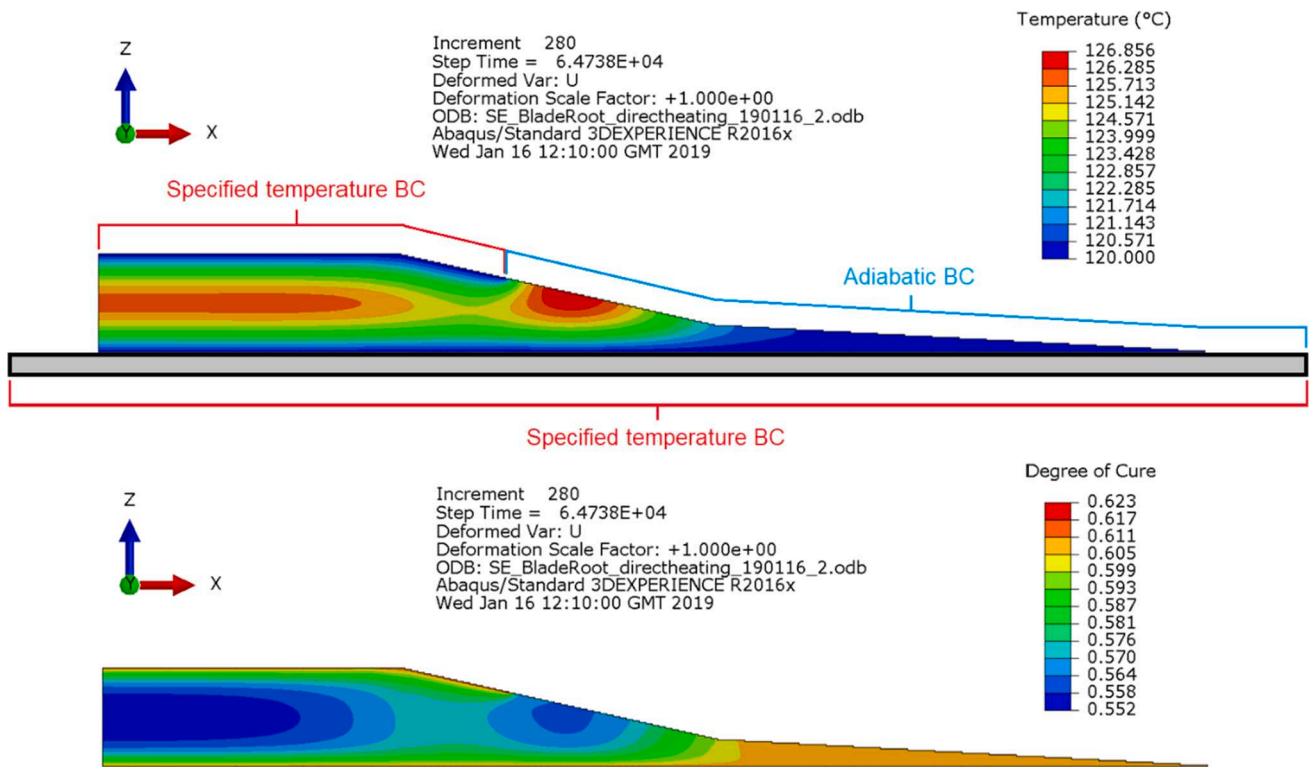 Temperature (°C)
126.856
126.285
125.713
125.142
124.571
123.999
123.428
122.857
122.285
121.714
121.143
120.571
120.000
Z
Y
X
Increment 280
Step Time = 6.4738E+04
Deformed Var: U
Deformation Scale Factor: +1.000e+00
ODB: SE_BladeRoot_directheating_190116_2.odb
Abaqus/Standard 3DEXPERIENCE R2016x
Wed Jan 16 12:10:00 GMT 2019
Specified temperature BC
Adiabatic BC
Specified temperature BC
Degree of Cure
0.623
0.617
0.611
0.605
0.599
0.593
0.587
0.581
0.576
0.570
0.564
0.558
0.552
Z
Y
X
Increment 280
Step Time = 6.4738E+04
Deformed Var: U
Deformation Scale Factor: +1.000e+00
ODB: SE_BladeRoot_directheating_190116_2.odb
Abaqus/Standard 3DEXPERIENCE R2016x
Wed Jan 16 12:10:00 GMT 2019